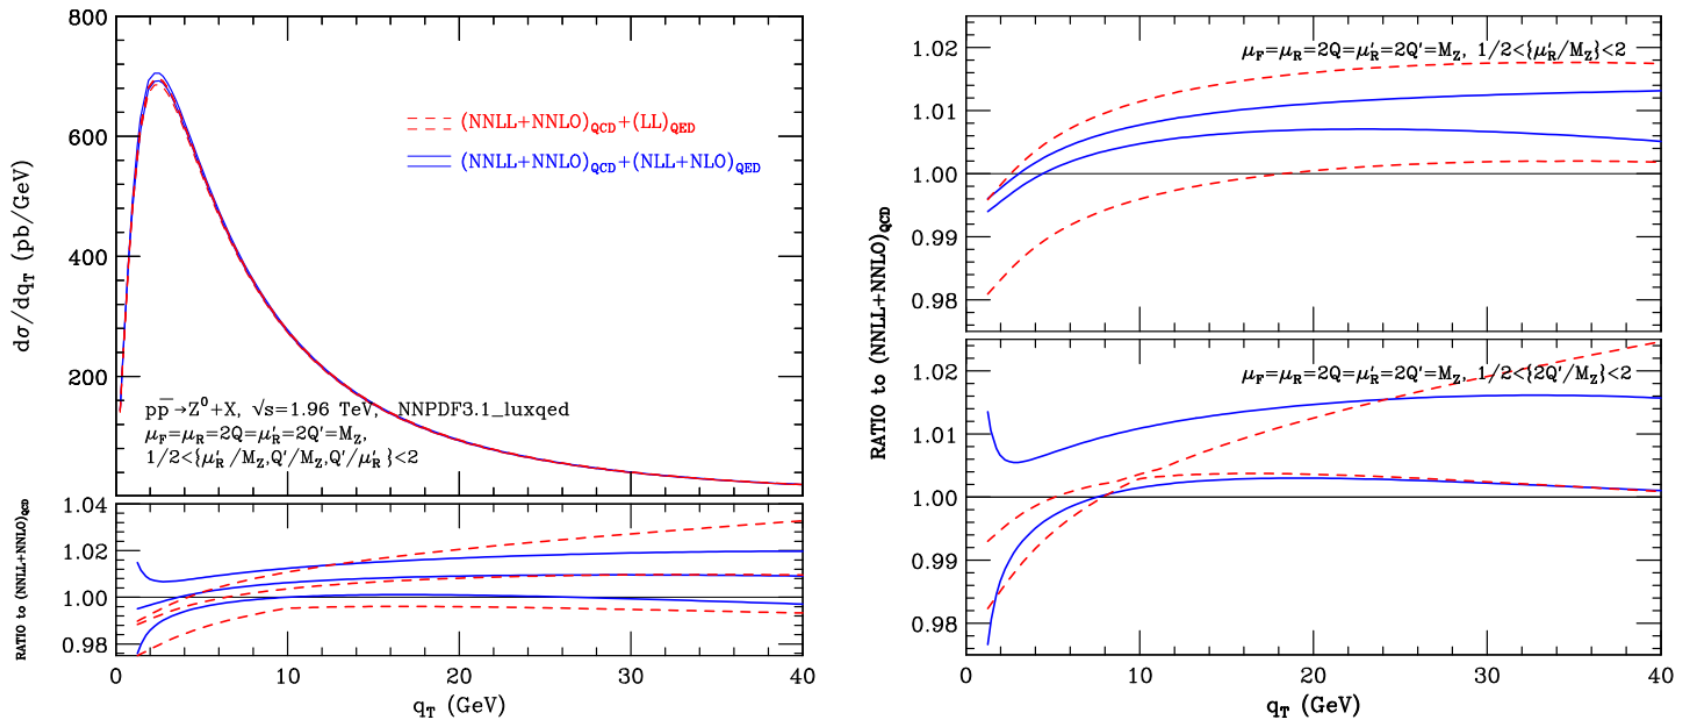 800
600
400
200
dσ/dq_T (pb/GeV)
(NNLL+NNLO)_QCD+(LL)_QED
(NNLL+NNLO)_QCD+(NLL+NLO)_QED
pp̅→Z⁰+X, √s=1.96 TeV, NNPDF3.1_luxqed
μ_F=μ_R=2Q=μ′_R=2Q′=M_Z,
1/2<{μ′_R/M_Z,Q′/M_Z,Q′/μ′_R}<2
1.04
1.02
1.00
0.98
RATIO to (NNLL+NNLO)_QCD
0 10 20 30 40
q_T (GeV)
RATIO to (NNLL+NNLO)_QCD
1.02
1.01
1.00
0.99
0.98
μ_F=μ_R=2Q=μ′_R=2Q′=M_Z, 1/2<{μ′_R/M_Z}<2
1.02
1.01
1.00
0.99
0.98
μ_F=μ_R=2Q=μ′_R=2Q′=M_Z, 1/2<{2Q′/M_Z}<2
0 10 20 30 40
q_T (GeV)